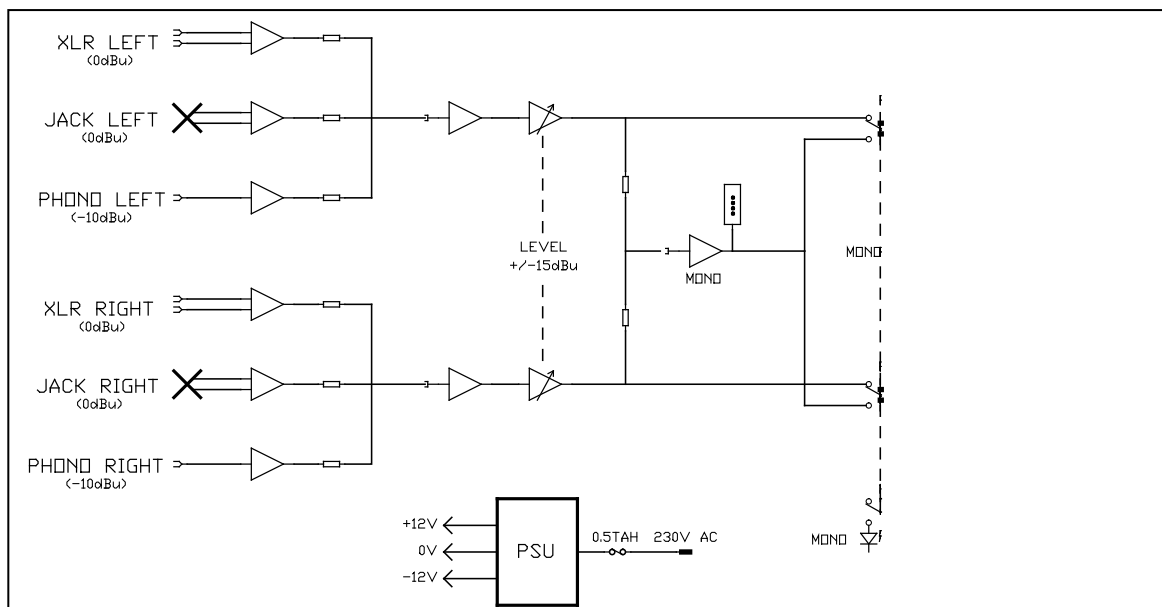 XLR LEFT
(0dBu)
JACK LEFT
(0dBu)
PHONO LEFT
(-10dBu)
LEVEL
+/-15dBu
MONO
MONO
XLR RIGHT
(0dBu)
JACK RIGHT
(0dBu)
PHONO RIGHT
(-10dBu)
+12V
0V
-12V
PSU
0.5TAH
230V AC
MONO